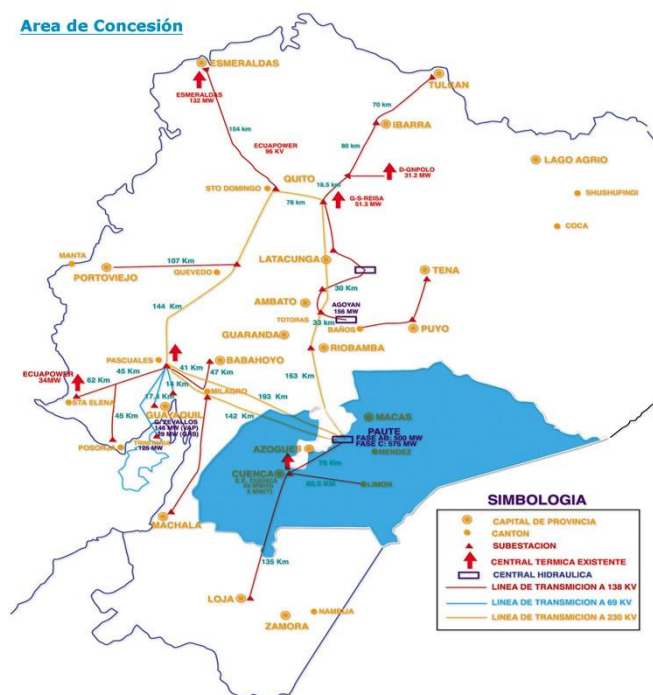 Area de Concesión
ESMERALDAS
ESMERALDAS
132 MW
154 km
TULCAN
70 km
IBARRA
80 km
ECUAPOWER
96 KV
LAGO AGRIO
QUITO
18.5 km
D-GNPOLO
31.2 MW
SHUSHUFINDI
STO DOMINGO
78 km
G-S-REISA
51.3 MW
COCA
MANTA
107 Km
LATACUNGA
TENA
PORTOVIEJO
QUEVEDO
30 Km
144 Km
AMBATO
AGOYAN
156 MW
TOTORAS
33 km
BAÑOS
PUYO
GUARANDA
RIOBAMBA
PASCUALES
163 Km
ECUAPOWER
34MW
45 Km
41 Km
BABAHOYO
62 Km
47 Km
14 Km
MILAGRO
193 Km
STA ELENA
45 Km
GUAYAQUIL
142 Km
MACAS
146 MW (VAP)
PAUTE
FASE AB: 500 MW
FASE C: 575 MW
POSORJA
AZOGUES
MENDEZ
CUENCA
LIMON
MACHALA
135 Km
LOJA
NAMBIJA
ZAMORA
SIMBOLOGIA
CAPITAL DE PROVINCIA
CANTON
SUBESTACION
CENTRAL TERMICA EXISTENTE
CENTRAL HIDRAULICA
LINEA DE TRANSMICION A 138 KV
LINEA DE TRANSMICION A 69 KV
LINEA DE TRANSMICION A 230 KV